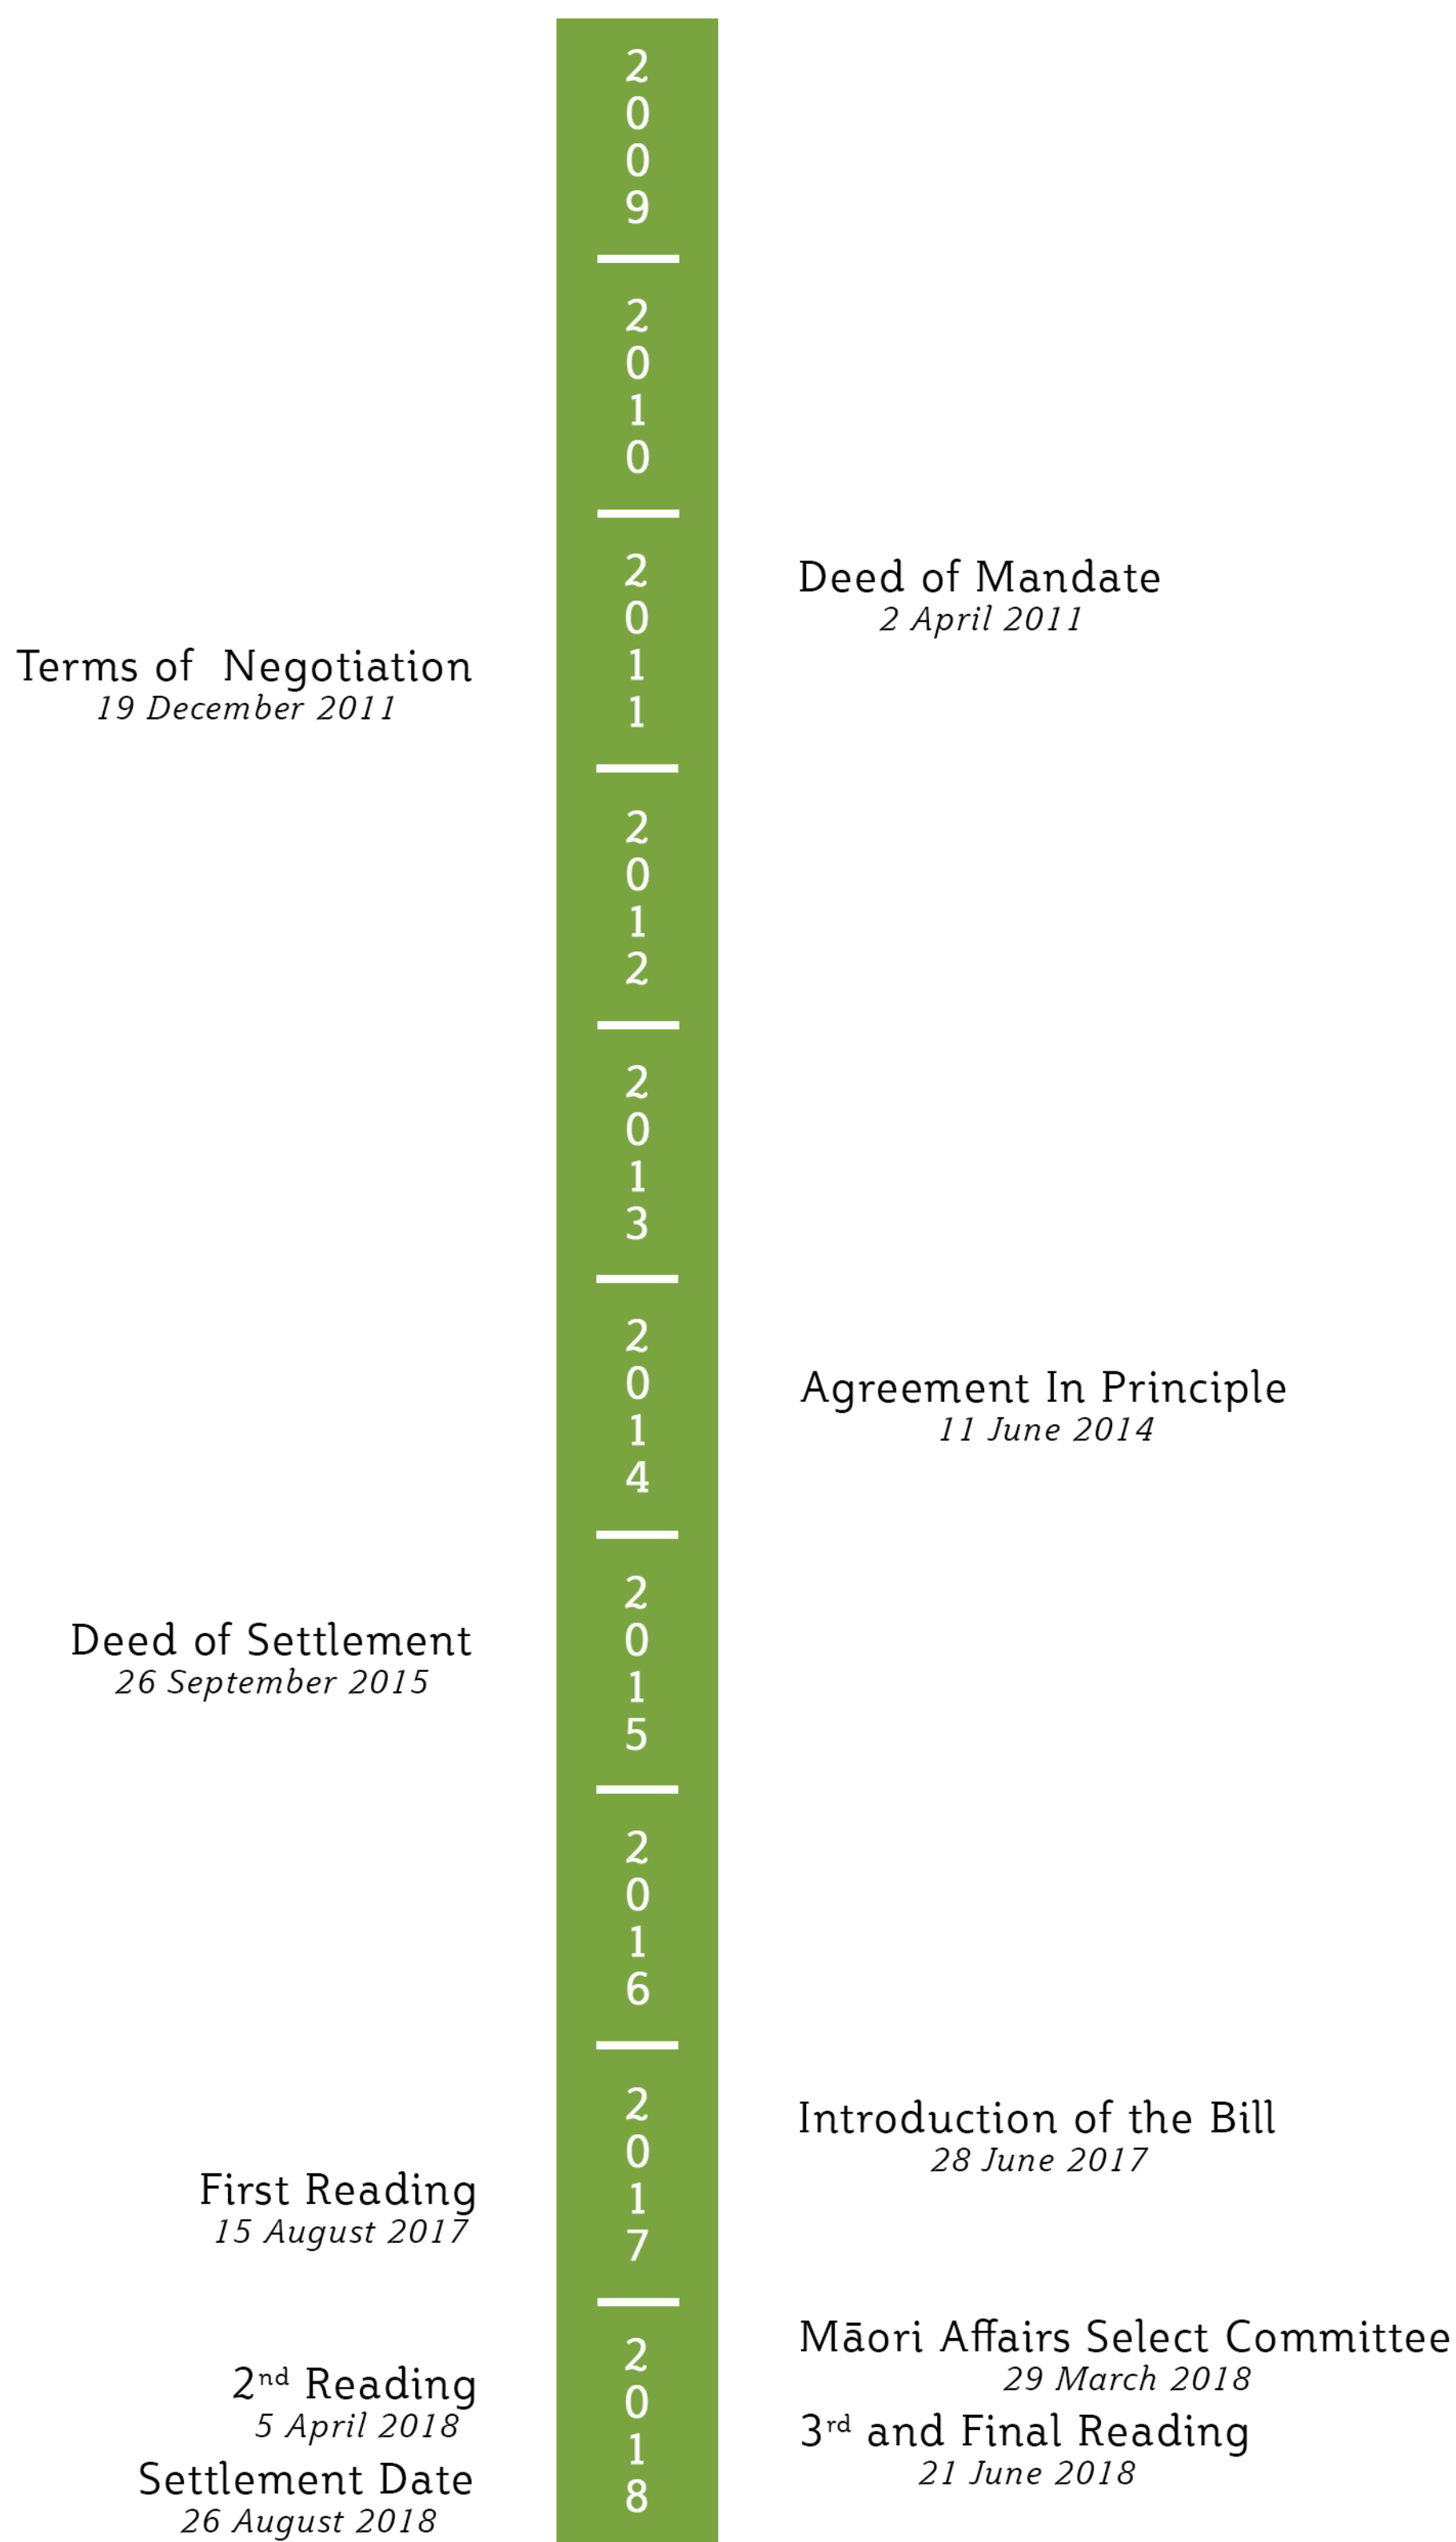 2009
2010
2011
Deed of Mandate
2 April 2011
Terms of Negotiation
19 December 2011
2012
2013
2014
Agreement In Principle
11 June 2014
2015
Deed of Settlement
26 September 2015
2016
2017
Introduction of the Bill
28 June 2017
First Reading
15 August 2017
2018
Māori Affairs Select Committee
29 March 2018
2nd Reading
5 April 2018
3rd and Final Reading
21 June 2018
Settlement Date
26 August 2018